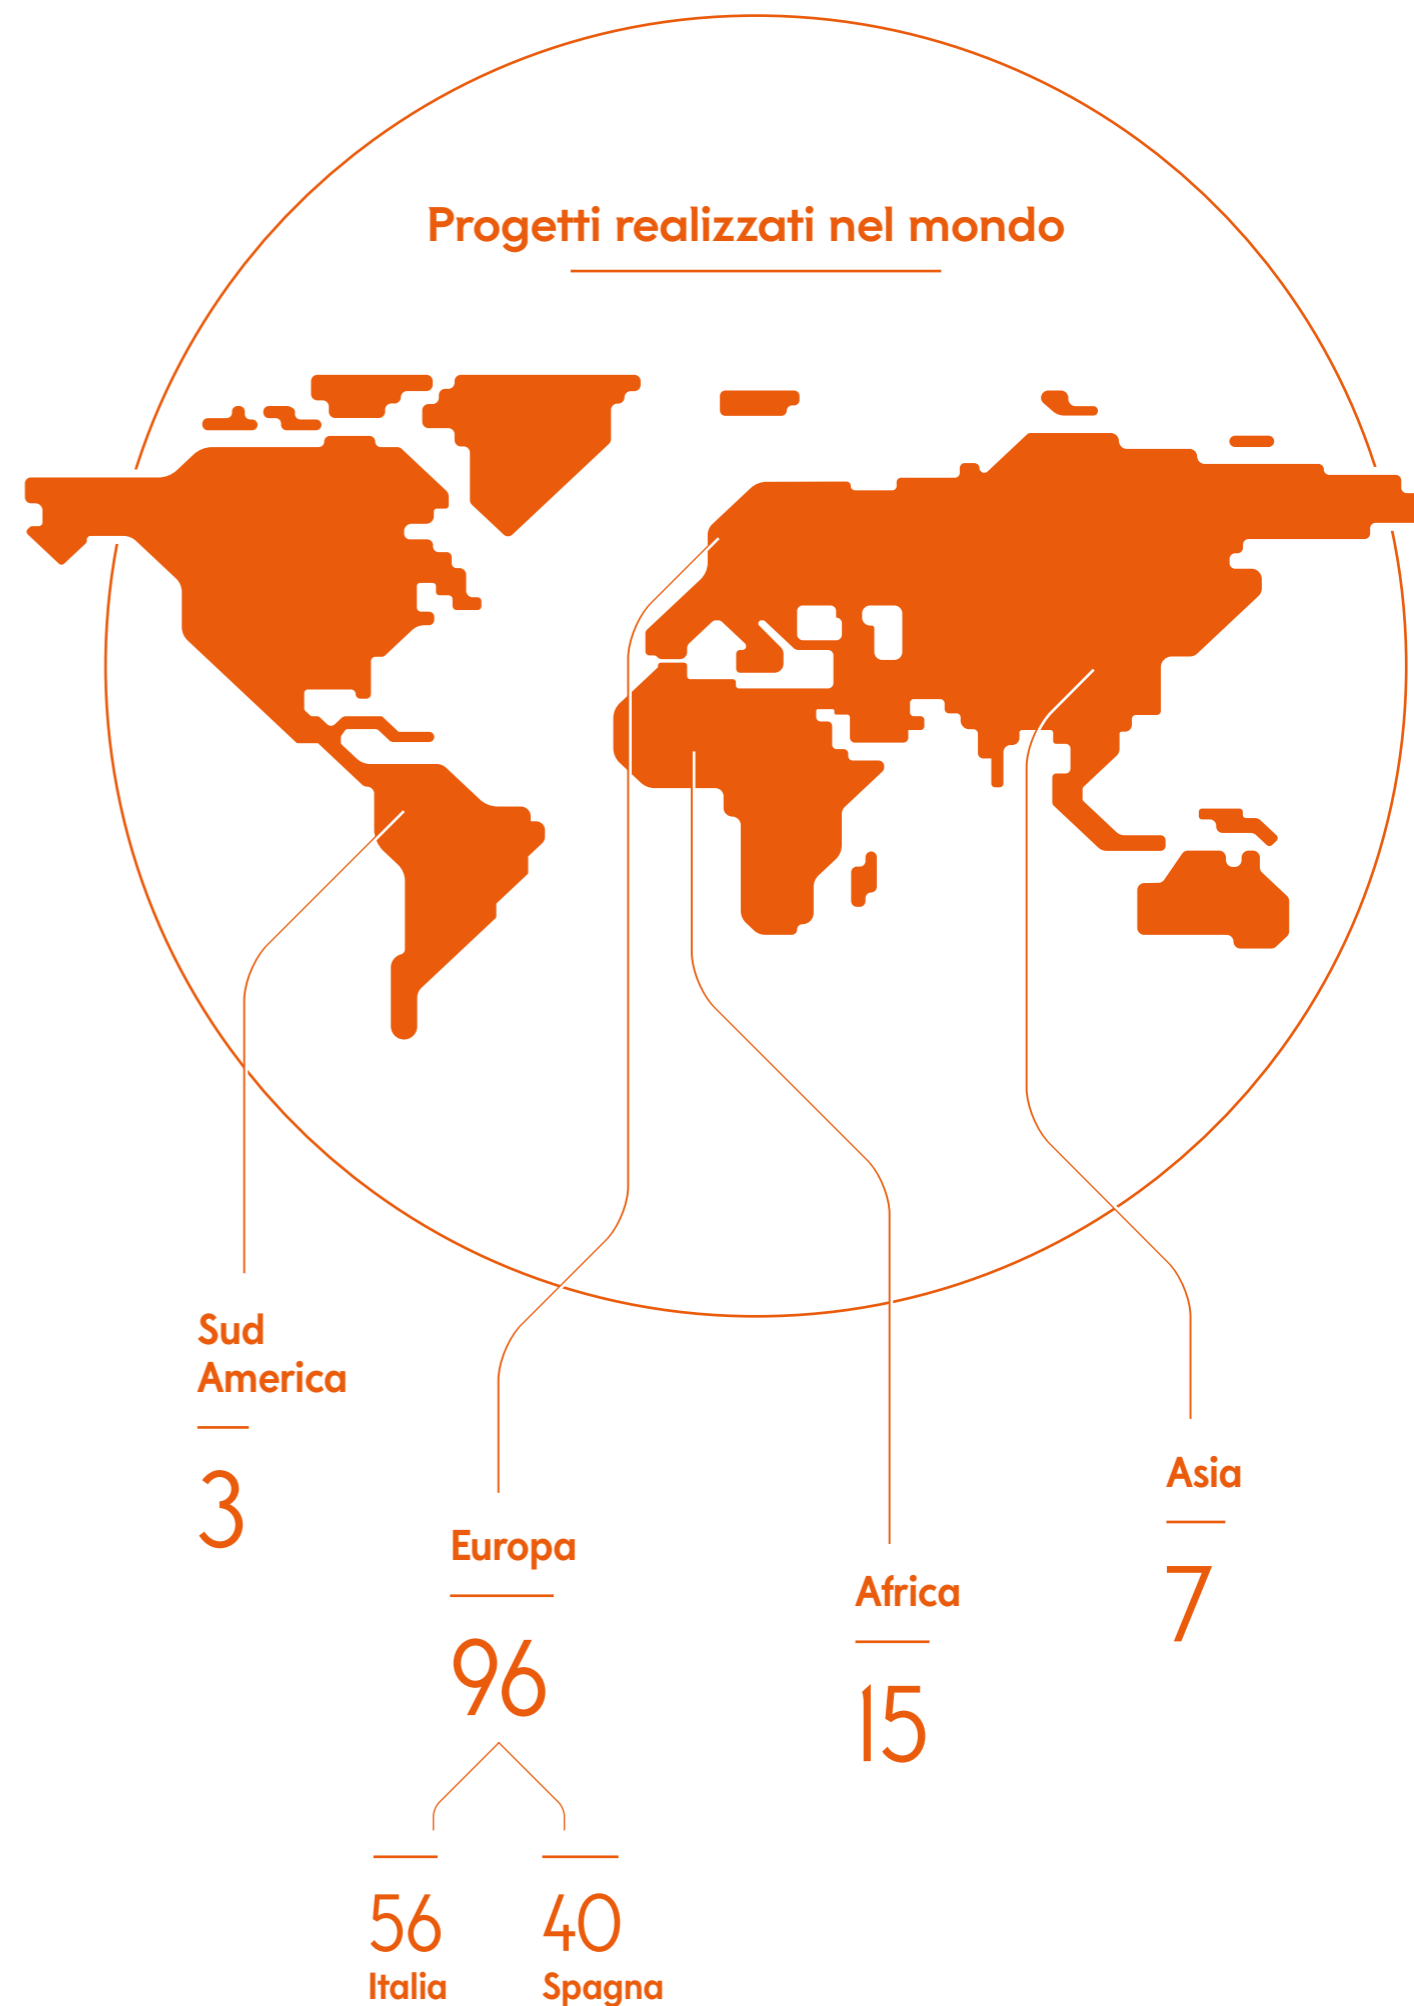 Progetti realizzati nel mondo
Sud
America
3
Europa
96
56
Italia
40
Spagna
Africa
15
Asia
7